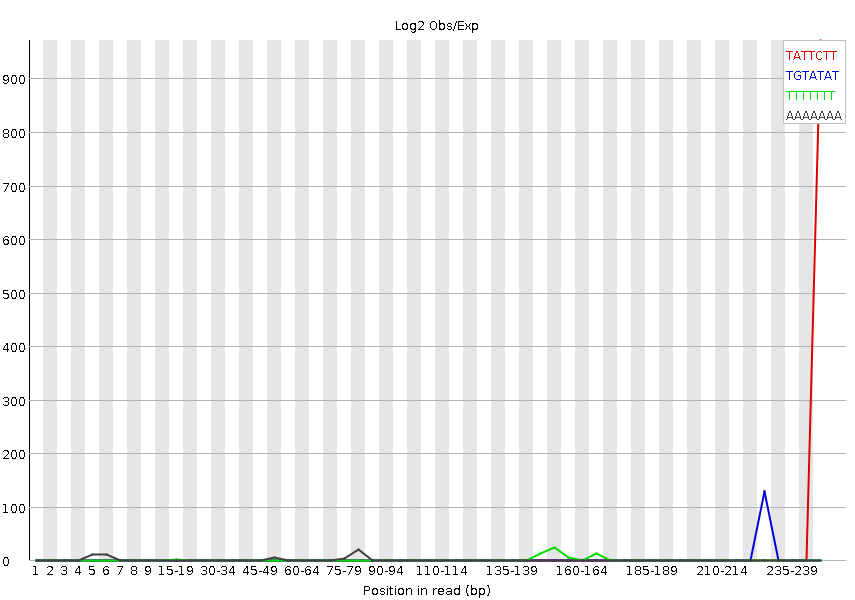 Log2 Obs/Exp
TATTCTT
TGTATAT
TTTTTTT
AAAAAAA
900
800
700
600
500
400
300
200
100
0
1 2 3 4 5 6 7 8 9 15-19 30-34 45-49 60-64 75-79 90-94 110-114 135-139 160-164 185-189 210-214 235-239
Position in read (bp)